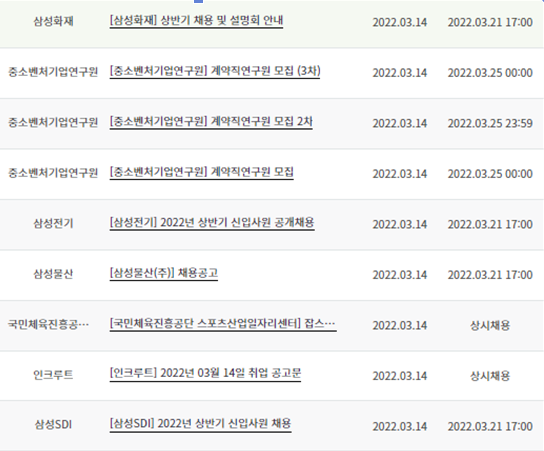 삼성화재 [삼성화재] 상반기 채용 및 설명회 안내 2022.03.14 2022.03.21 17:00
중소벤처기업연구원 [중소벤처기업연구원] 계약직연구원 모집 (3차) 2022.03.14 2022.03.25 00:00
중소벤처기업연구원 [중소벤처기업연구원] 계약직연구원 모집 2차 2022.03.14 2022.03.25 23:59
중소벤처기업연구원 [중소벤처기업연구원] 계약직연구원 모집 2022.03.14 2022.03.25 00:00
삼성전기 [삼성전기] 2022년 상반기 신입사원 공개채용 2022.03.14 2022.03.21 17:00
삼성물산 [삼성물산(주)] 채용공고 2022.03.14 2022.03.21 17:00
국민체육진흥공… [국민체육진흥공단 스포츠산업일자리센터] 잡스… 2022.03.14 상시채용
인크루트 [인크루트] 2022년 03월 14일 취업 공고문 2022.03.14 상시채용
삼성SDI [삼성SDI] 2022년 상반기 신입사원 채용 2022.03.14 2022.03.21 17:00